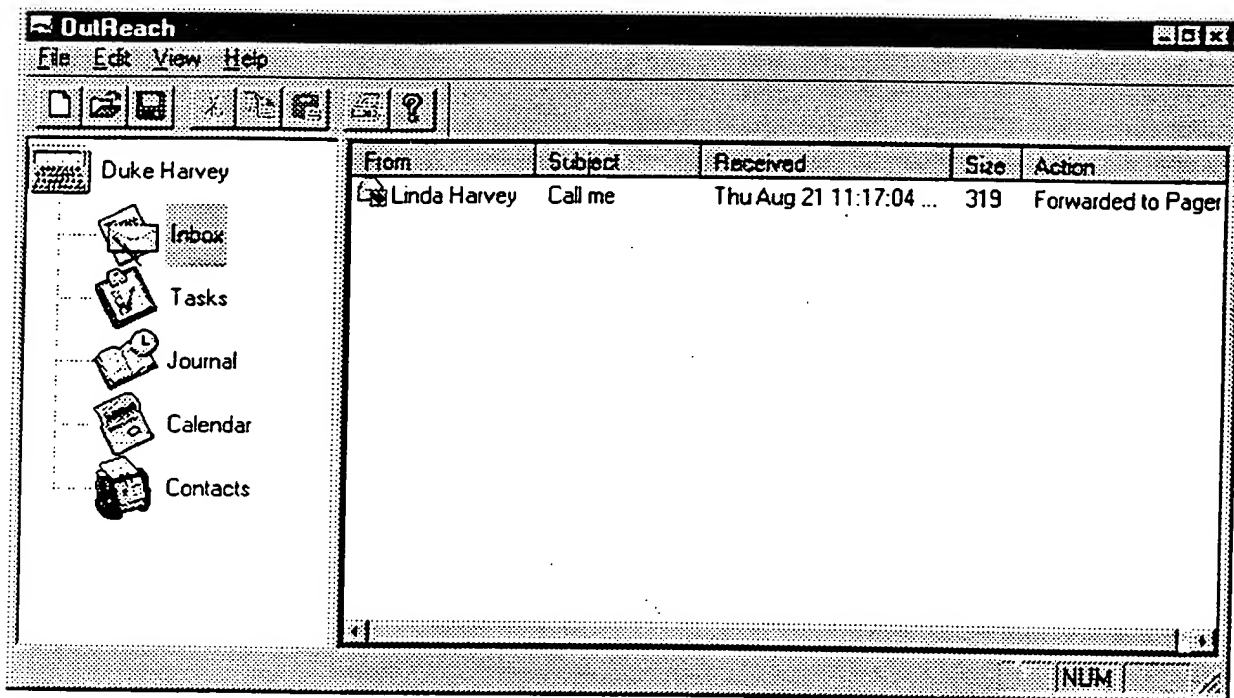 OutReach
File Edit View Help
Duke Harvey
Inbox
Tasks
Journal
Calendar
Contacts
From Subject Received Size Action
Linda Harvey Call me Thu Aug 21 11:17:04 ... 319 Forwarded to Pager
NUM